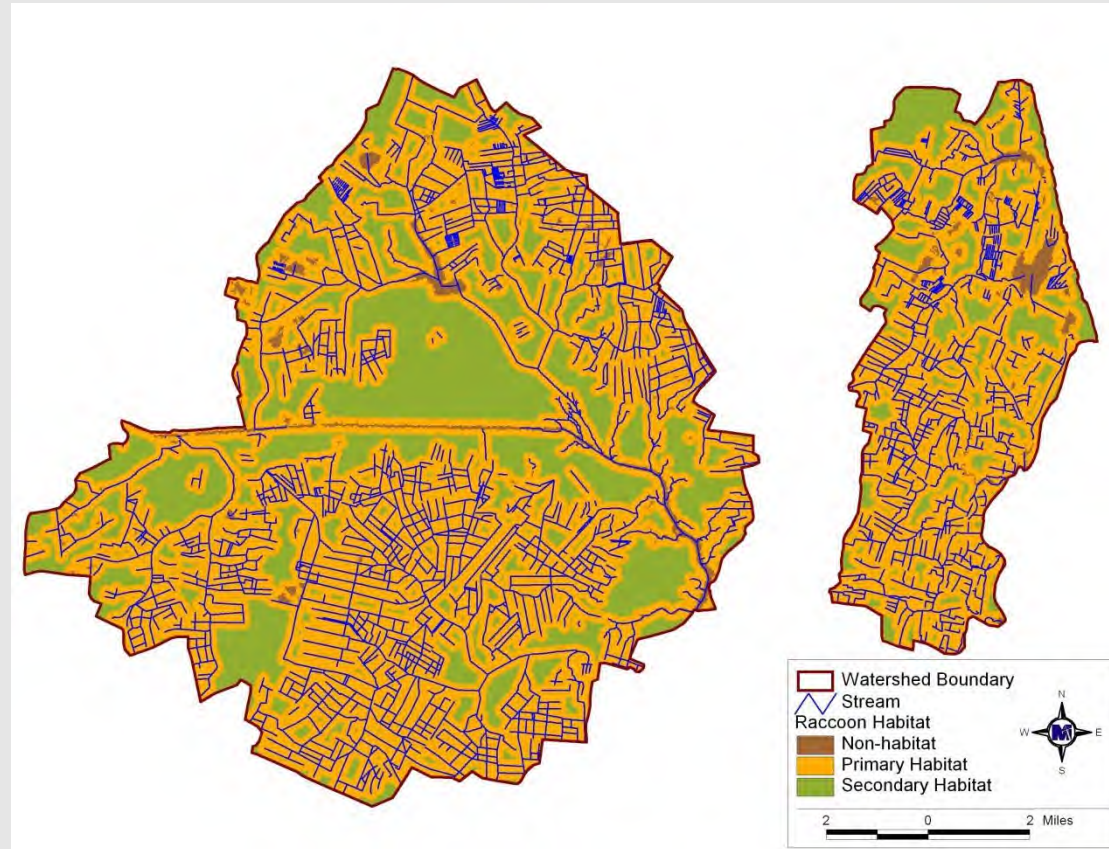 Watershed Boundary
Stream
Raccoon Habitat
Non-habitat
Primary Habitat
Secondary Habitat
N
W M E
S
2 0 2 Miles